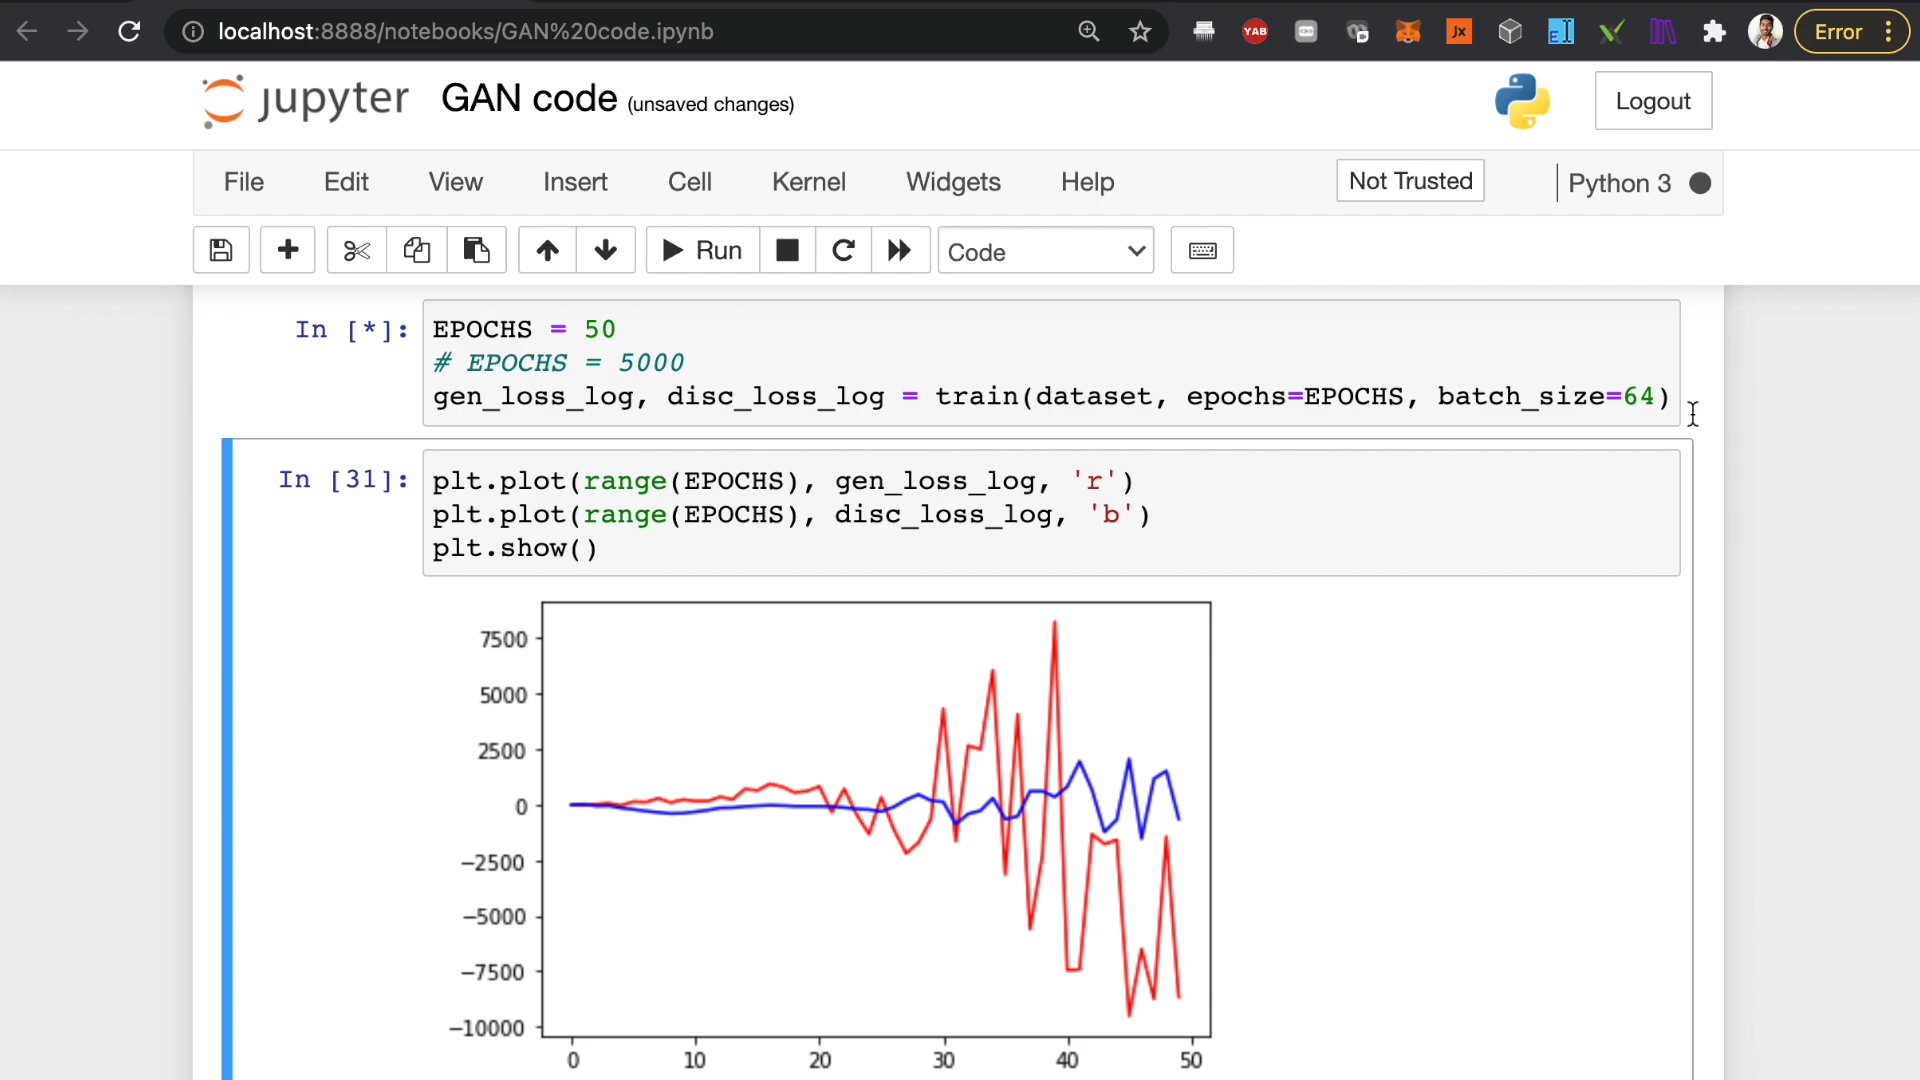 localhost:8888/notebooks/GAN%20code.ipynb
YAB
Jx
E
Error
jupyter GAN code (unsaved changes)
Logout
File Edit View Insert Cell Kernel Widgets Help
Not Trusted
Python 3
Run
Code
In [*]:
EPOCHS = 50
# EPOCHS = 5000
gen_loss_log, disc_loss_log = train(dataset, epochs=EPOCHS, batch_size=64)
In [31]:
plt.plot(range(EPOCHS), gen_loss_log, 'r')
plt.plot(range(EPOCHS), disc_loss_log, 'b')
plt.show()
7500
5000
2500
0
−2500
−5000
−7500
−10000
0 10 20 30 40 50